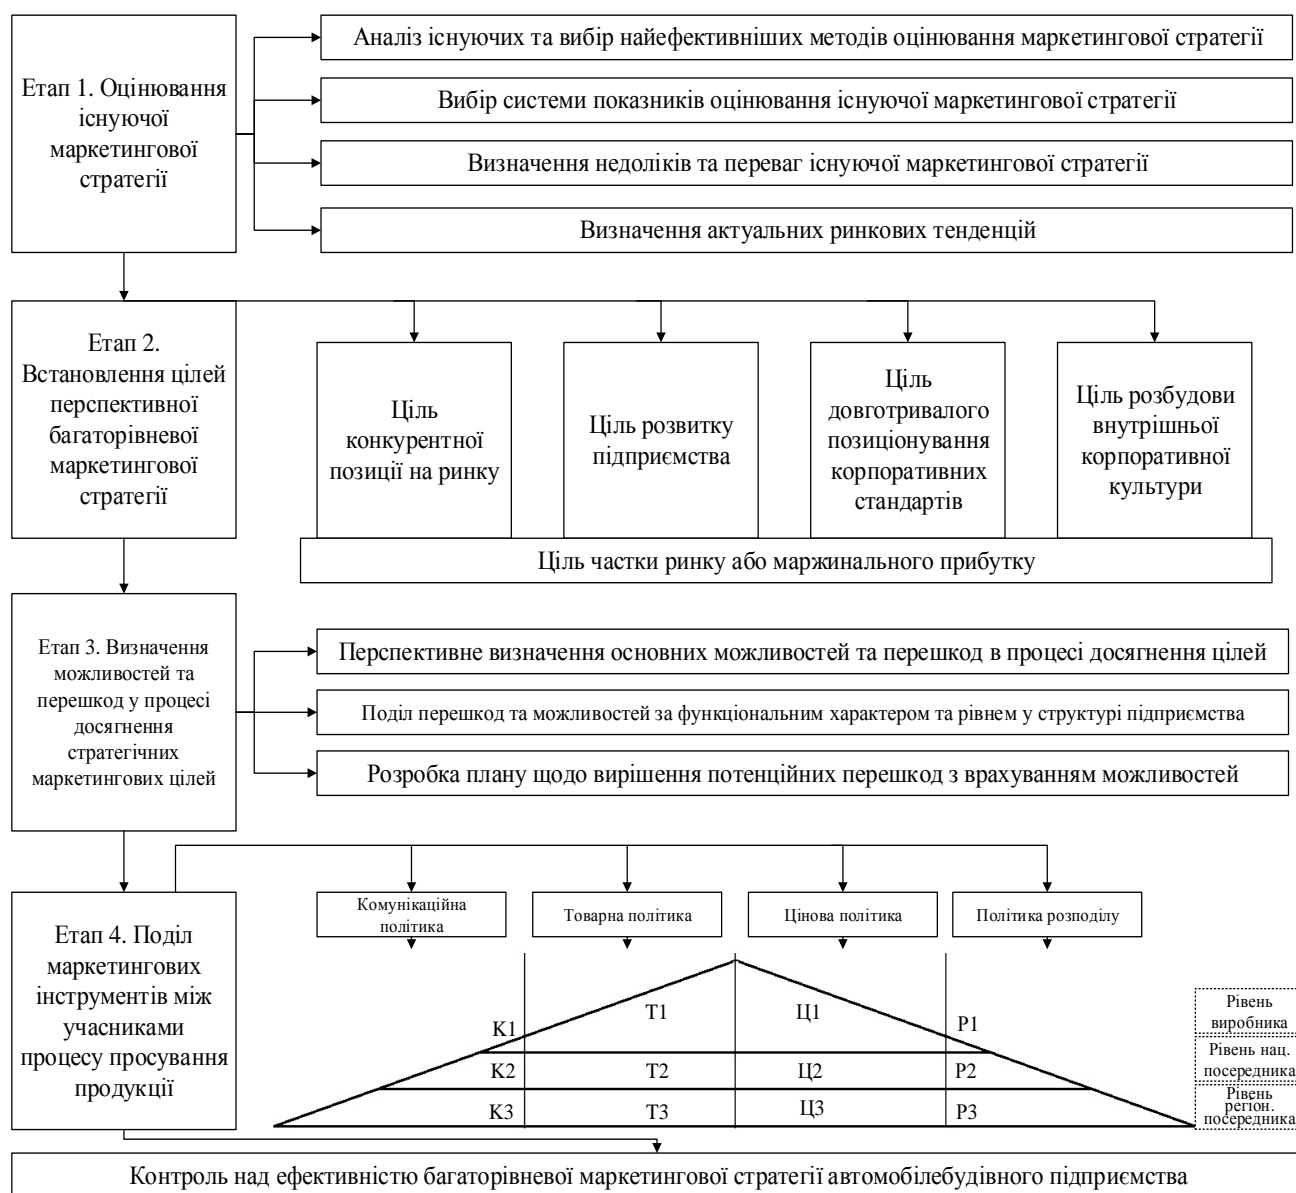 Етап 1. Оцінювання
існуючої
маркетингової
стратегії
Аналіз існуючих та вибір найефективніших методів оцінювання маркетингової стратегії
Вибір системи показників оцінювання існуючої маркетингової стратегії
Визначення недоліків та переваг існуючої маркетингової стратегії
Визначення актуальних ринкових тенденцій
Етап 2.
Встановлення цілей
перспективної
багаторівневої
маркетингової
стратегії
Ціль
конкурентної
позиції на ринку
Ціль розвитку
підприємства
Ціль
довготривалого
позиціонування
корпоративних
стандартів
Ціль розбудови
внутрішньої
корпоративної
культури
Ціль частки ринку або маржинального прибутку
Етап 3. Визначення
можливостей та
перешкод у процесі
досягнення
стратегічних
маркетингових цілей
Перспективне визначення основних можливостей та перешкод в процесі досягнення цілей
Поділ перешкод та можливостей за функціональним характером та рівнем у структурі підприємства
Розробка плану щодо вирішення потенційних перешкод з врахуванням можливостей
Етап 4. Поділ
маркетингових
інструментів між
учасниками
процесу просування
продукції
Комунікаційна
політика
Товарна політика
Цінова політика
Політика розподілу
К1 Т1 Ц1 Р1
К2 Т2 Ц2 Р2
К3 Т3 Ц3 Р3
Рівень
виробника
Рівень нац.
посередника
Рівень
регіон.
посередника
Контроль над ефективністю багаторівневої маркетингової стратегії автомобілебудівного підприємства